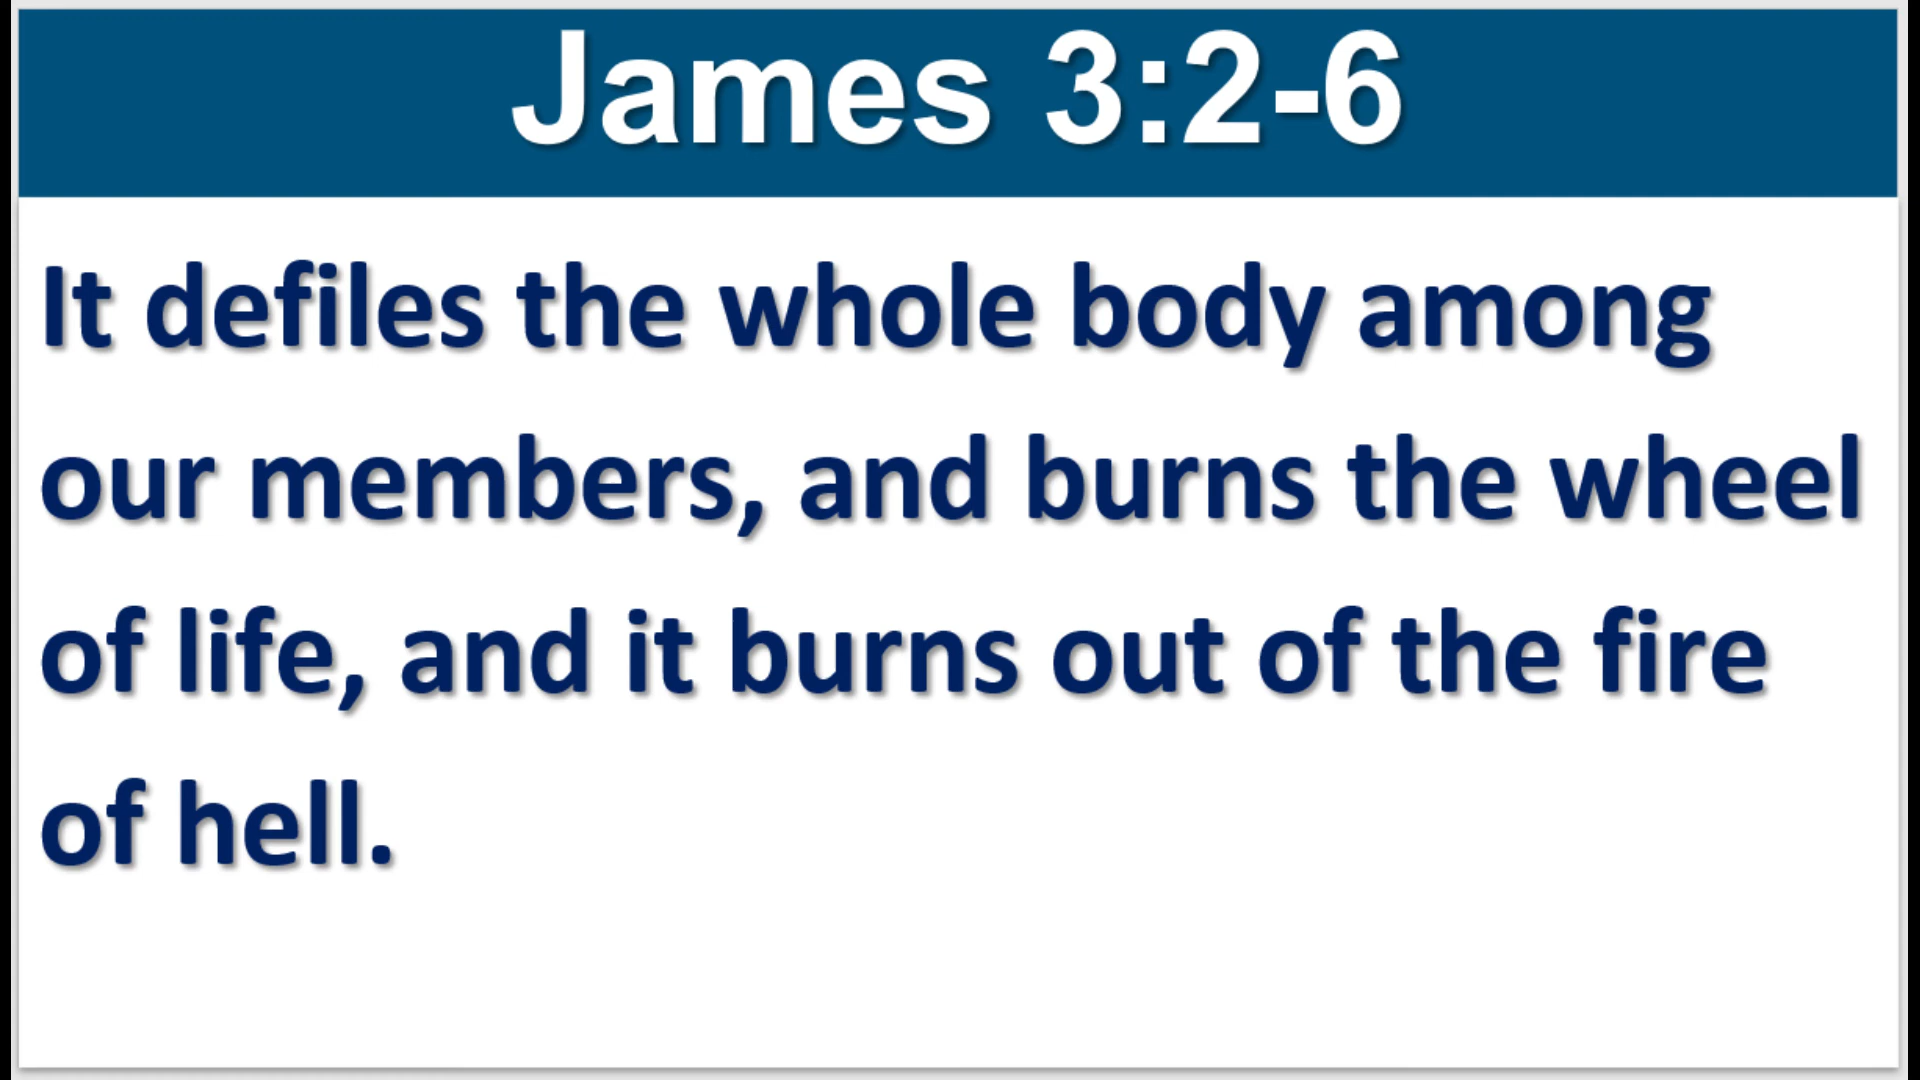 James 3:2-6
It defiles the whole body among
our members, and burns the wheel
of life, and it burns out of the fire
of hell.